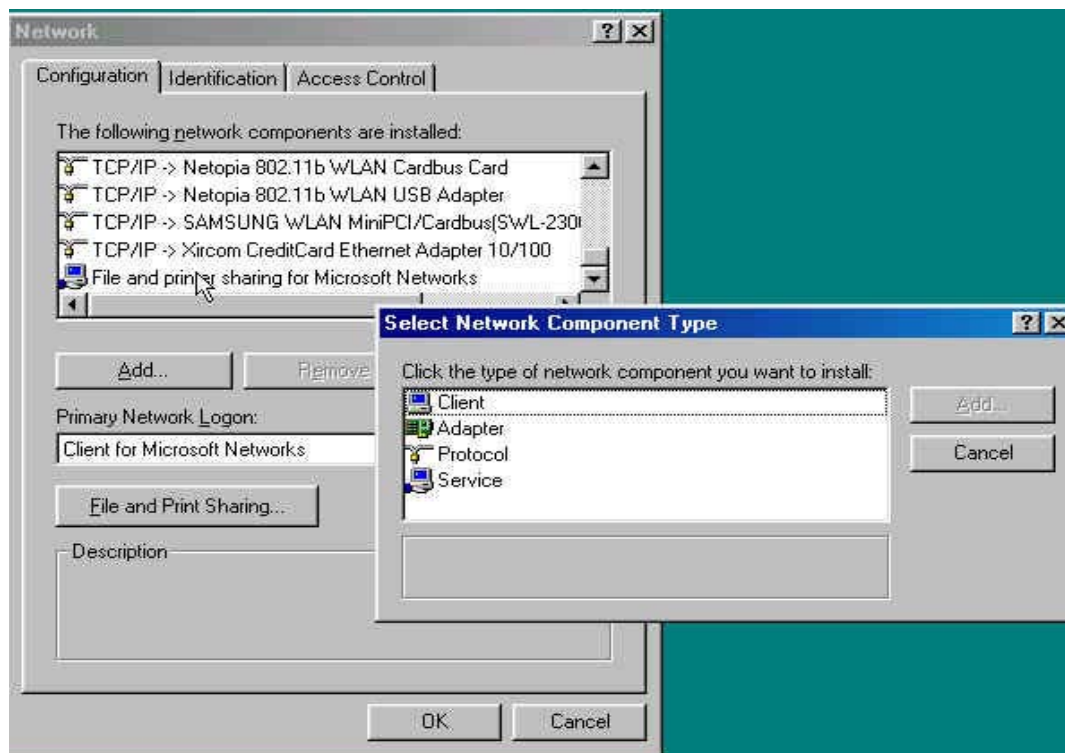 Network
Configuration
Identification
Access Control
The following network components are installed:
TCP/IP -> Netopia 802.11b WLAN Cardbus Card
TCP/IP -> Netopia 802.11b WLAN USB Adapter
TCP/IP -> SAMSUNG WLAN MiniPCI/Cardbus(SWL-230
TCP/IP -> Xircom CreditCard Ethernet Adapter 10/100
File and printer sharing for Microsoft Networks
Add...
Remove
Primary Network Logon:
Client for Microsoft Networks
File and Print Sharing...
Description
OK
Cancel
Select Network Component Type
Click the type of network component you want to install:
Client
Adapter
Protocol
Service
Add...
Cancel